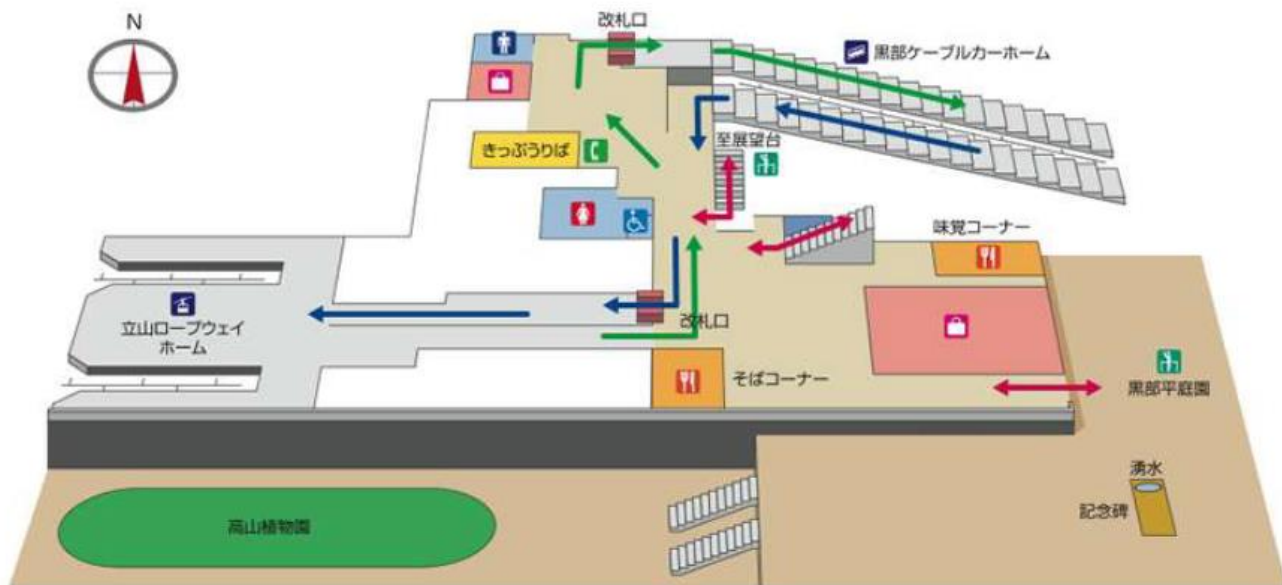 N
改札口
黒部ケーブルカーホーム
きっぷうりば
至展望台
味覚コーナー
立山ロープウェイ
ホーム
改札口
そばコーナー
黒部平庭園
湧水
記念碑
高山植物園